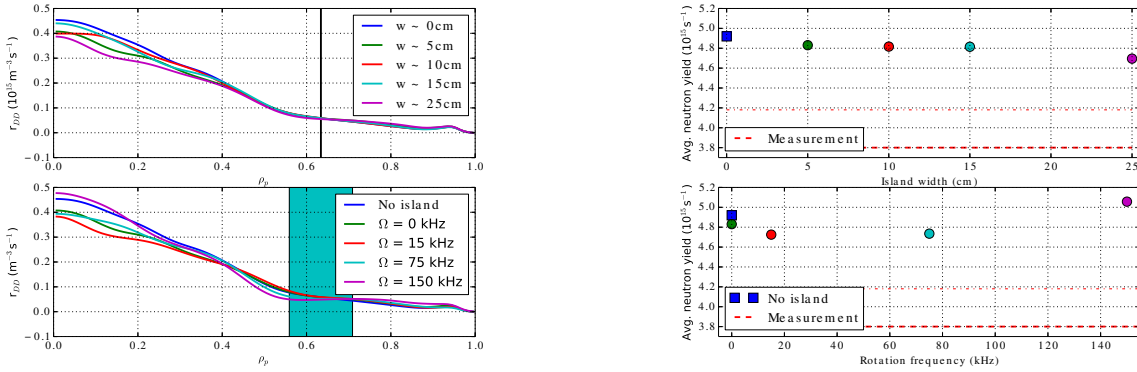 0.5
0.4
0.3
0.2
0.1
0.0
−0.1
r_DD (10^15 m^−3 s^−1)
w ~ 0cm
w ~ 5cm
w ~ 10cm
w ~ 15cm
w ~ 25cm
0.0 0.2 0.4 0.6 0.8 1.0
ρ_p
0.5
0.4
0.3
0.2
0.1
0.0
−0.1
r_DD (m^−3 s^−1)
No island
Ω = 0 kHz
Ω = 15 kHz
Ω = 75 kHz
Ω = 150 kHz
0.0 0.2 0.4 0.6 0.8 1.0
ρ_p
5.2
5.0
4.8
4.6
4.4
4.2
4.0
3.8
Avg. neutron yield (10^15 s^−1)
Measurement
0 5 10 15 20 25
Island width (cm)
5.2
5.0
4.8
4.6
4.4
4.2
4.0
3.8
Avg. neutron yield (10^15 s^−1)
No island
Measurement
0 20 40 60 80 100 120 140
Rotation frequency (kHz)